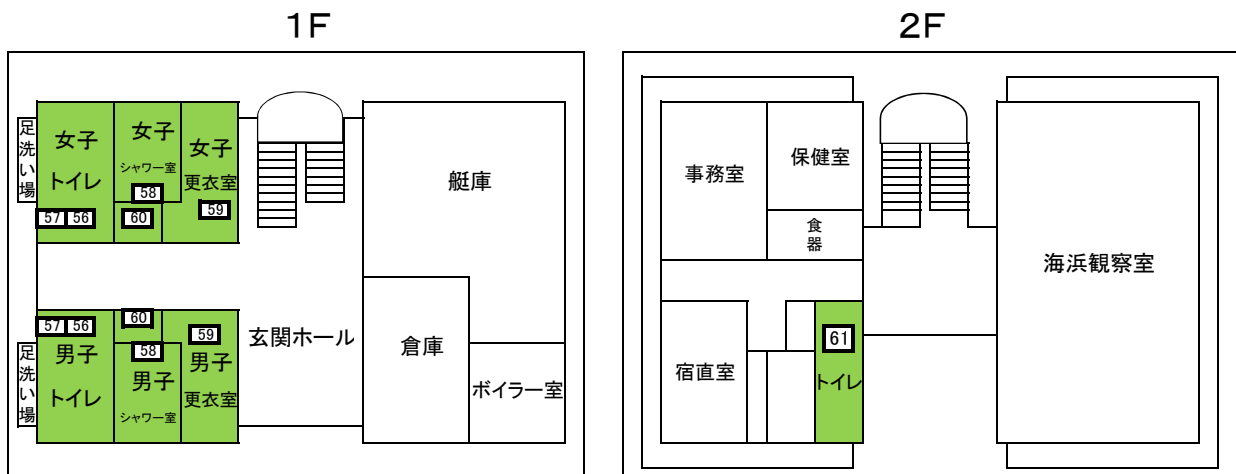 1F
足洗い場
女子
トイレ
57
56
女子
シャワー室
58
60
女子
更衣室
59
艇庫
57
56
男子
トイレ
足洗い場
60
58
男子
シャワー室
59
男子
更衣室
玄関ホール
倉庫
ボイラー室
2F
事務室
保健室
食器
海浜観察室
宿直室
61
トイレ